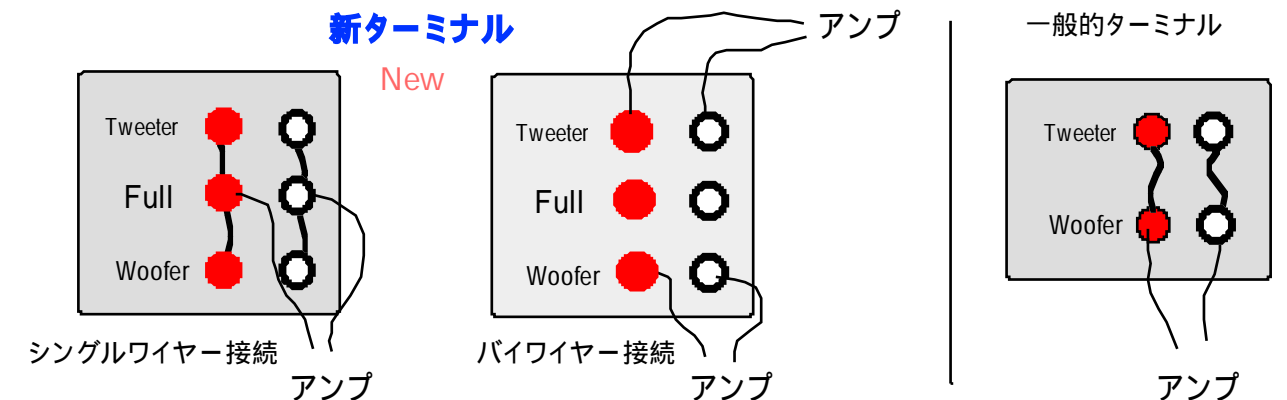 新ターミナル
New
アンプ
一般的ターミナル
Tweeter
Full
Woofer
シングルワイヤー接続
アンプ
Tweeter
Full
Woofer
バイワイヤー接続
アンプ
Tweeter
Woofer
アンプ